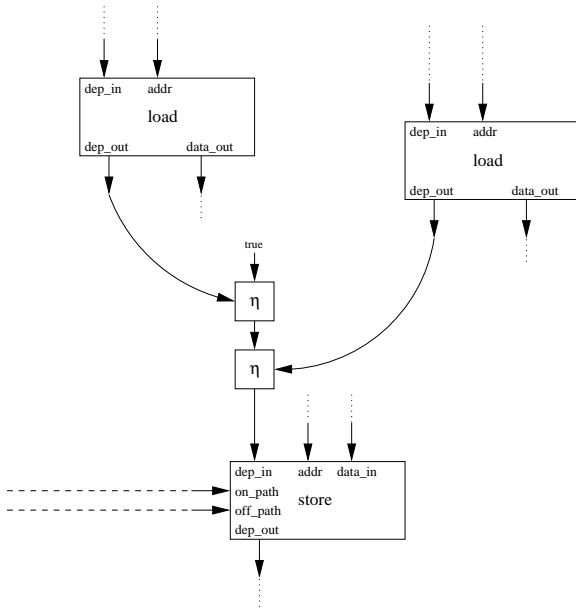 dep_in addr
load
dep_out data_out
dep_in addr
load
dep_out data_out
true
η
η
dep_in addr data_in
on_path
store
off_path
dep_out